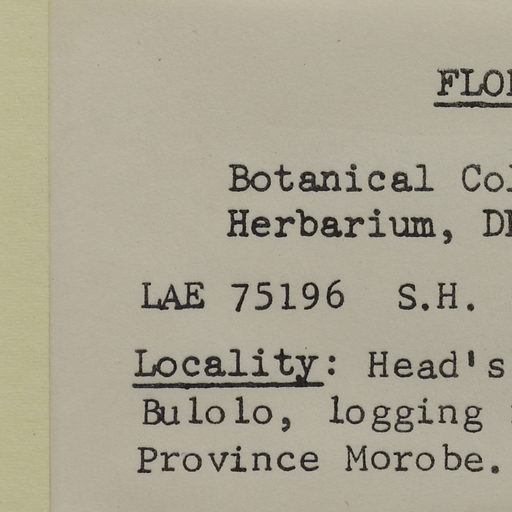 FLO
Botanical Col
Herbarium, D
LAE 75196 S.H.
Locality: Head's
Bulolo, logging
Province Morobe.